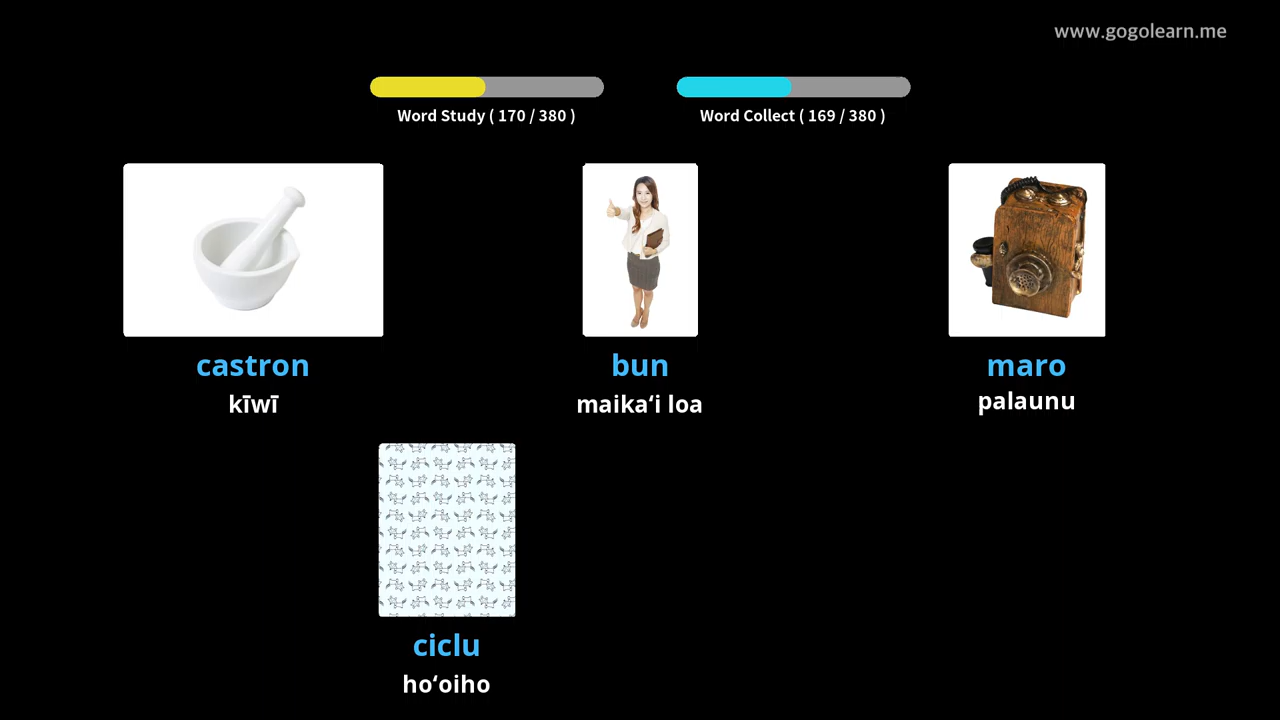 www.gogolearn.me
Word Study ( 170 / 380 )
Word Collect ( 169 / 380 )
castron
kīwī
bun
maikaʻi loa
maro
palaunu
ciclu
hoʻoiho